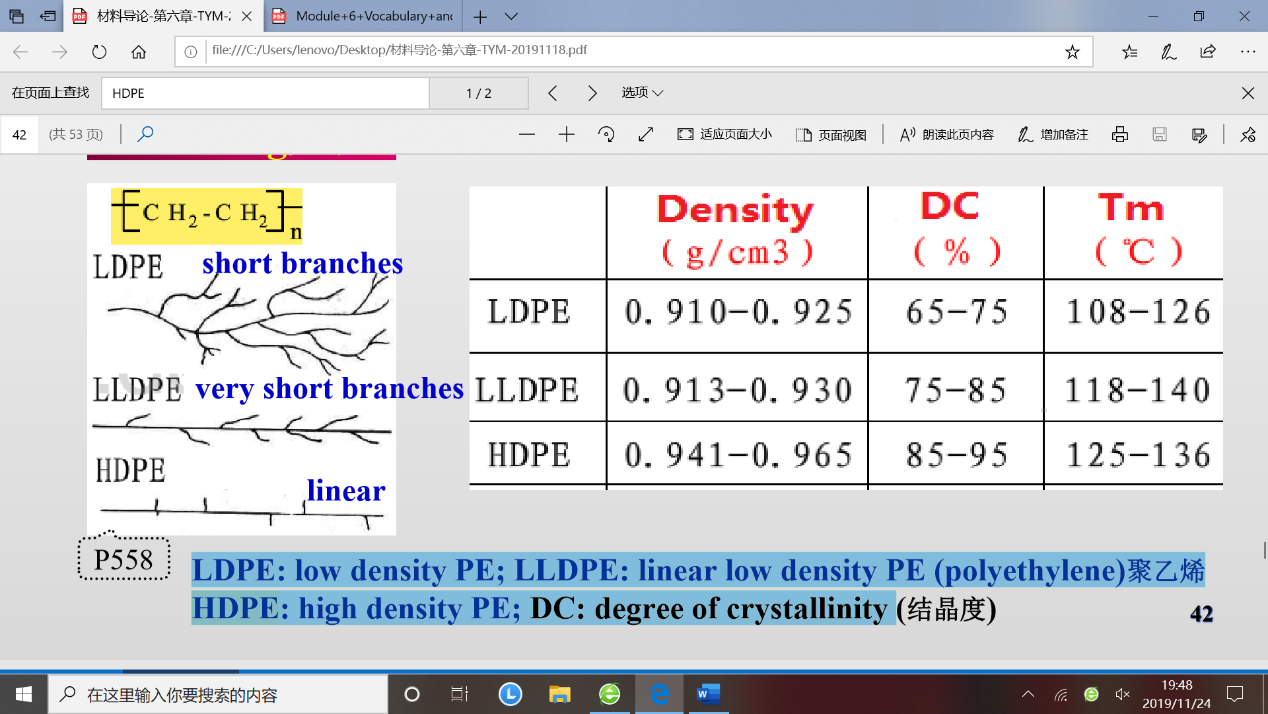 材料导论-第六章-TYM-2
Module+6+Vocabulary+and
file:///C:/Users/lenovo/Desktop/材料导论-第六章-TYM-20191118.pdf
在页面上查找 HDPE 1 / 2 选项
42 (共 53 页) 适应页面大小 页面视图 朗读此页内容 增加备注
[CH2-CH2]n
LDPE short branches
LLDPE very short branches
HDPE
linear
Density DC Tm
(g/cm3) (%) (℃)
LDPE 0.910-0.925 65-75 108-126
LLDPE 0.913-0.930 75-85 118-140
HDPE 0.941-0.965 85-95 125-136
P558
LDPE: low density PE; LLDPE: linear low density PE (polyethylene)聚乙烯
HDPE: high density PE; DC: degree of crystallinity (结晶度)
42
在这里输入你要搜索的内容
19:48
2019/11/24